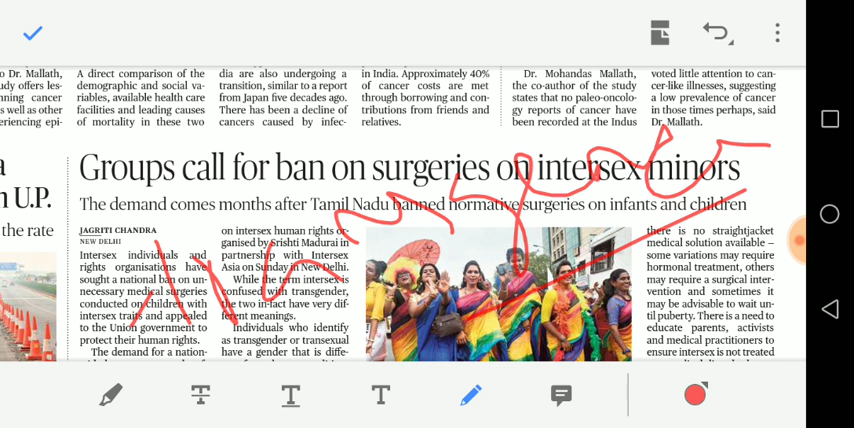 o Dr. Mallath,
udy offers les-
nning cancer
s well as other
eriencing epi-
A direct comparison of the
demographic and social va-
riables, available health care
facilities and leading causes
of mortality in these two
dia are also undergoing a
transition, similar to a report
from Japan five decades ago.
There has been a decline of
cancers caused by infec-
in India. Approximately 40%
of cancer costs are met
through borrowing and con-
tributions from friends and
relatives.
Dr. Mohandas Mallath,
the co-author of the study
states that no paleo-oncolo-
gy reports of cancer have
been recorded at the Indus
voted little attention to can-
cer-like illnesses, suggesting
a low prevalence of cancer
in those times perhaps, said
Dr. Mallath.
a
n U.P.
the rate
Groups call for ban on surgeries on intersex minors
The demand comes months after Tamil Nadu banned normative surgeries on infants and children
JAGRITI CHANDRA
NEW DELHI
Intersex individuals and
rights organisations have
sought a national ban on un-
necessary medical surgeries
conducted on children with
intersex traits and appealed
to the Union government to
protect their human rights.
The demand for a nation-
on intersex human rights or-
ganised by Srishti Madurai in
partnership with Intersex
Asia on Sunday in New Delhi.
While the term intersex is
confused with transgender,
the two in-fact have very dif-
ferent meanings.
Individuals who identify
as transgender or transexual
have a gender that is diffe-
there is no straightjacket
medical solution available –
some variations may require
hormonal treatment, others
may require a surgical inter-
vention and sometimes it
may be advisable to wait un-
til puberty. There is a need to
educate parents, activists
and medical practitioners to
ensure intersex is not treated
T
T
T